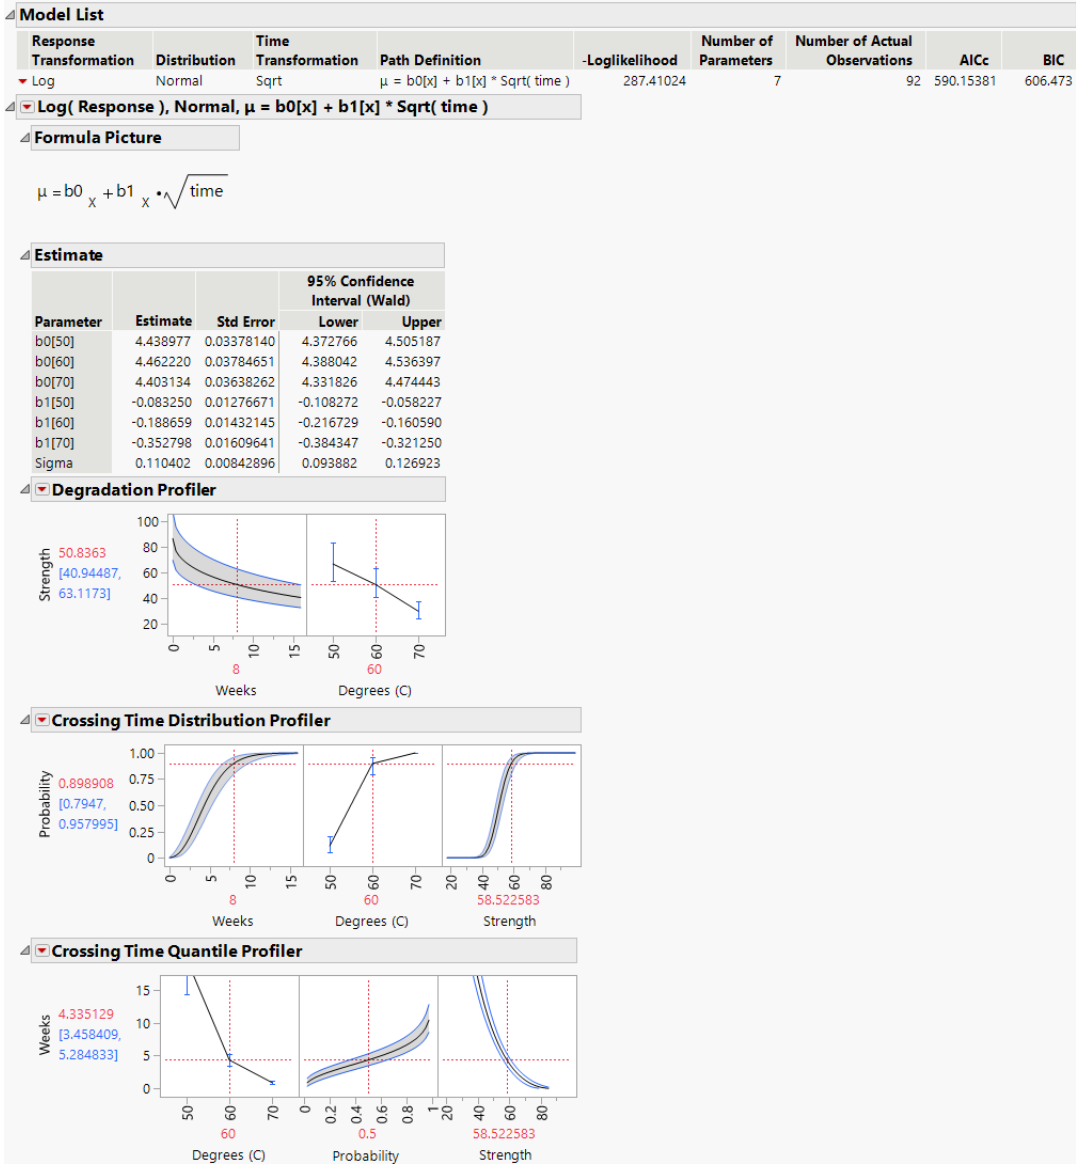 Model List
Response Transformation Distribution Time Transformation Path Definition -Loglikelihood Number of Parameters Number of Actual Observations AICc BIC
Log Normal Sqrt μ = b0[x] + b1[x] * Sqrt( time ) 287.41024 7 92 590.15381 606.473
Log( Response ), Normal, μ = b0[x] + b1[x] * Sqrt( time )
Formula Picture
μ = b0 X + b1 X • √ time
Estimate
95% Confidence Interval (Wald)
Parameter Estimate Std Error Lower Upper
b0[50] 4.438977 0.03378140 4.372766 4.505187
b0[60] 4.462220 0.03784651 4.388042 4.536397
b0[70] 4.403134 0.03638262 4.331826 4.474443
b1[50] -0.083250 0.01276671 -0.108272 -0.058227
b1[60] -0.188659 0.01432145 -0.216729 -0.160590
b1[70] -0.352798 0.01609641 -0.384347 -0.321250
Sigma 0.110402 0.00842896 0.093882 0.126923
Degradation Profiler
Strength
50.8363
[40.94487,
63.1173]
100
80
60
40
20
0 5 10 15
50 60 70
8
60
Weeks
Degrees (C)
Crossing Time Distribution Profiler
Probability
0.898908
[0.7947,
0.957995]
1.00
0.75
0.50
0.25
0
0 5 10 15
50 60 70
20 40 60 80
8
60
58.522583
Weeks
Degrees (C)
Strength
Crossing Time Quantile Profiler
Weeks
4.335129
[3.458409,
5.284833]
15
10
5
0
50 60 70
0 0.2 0.4 0.6 0.8 1
20 40 60 80
60
0.5
58.522583
Degrees (C)
Probability
Strength